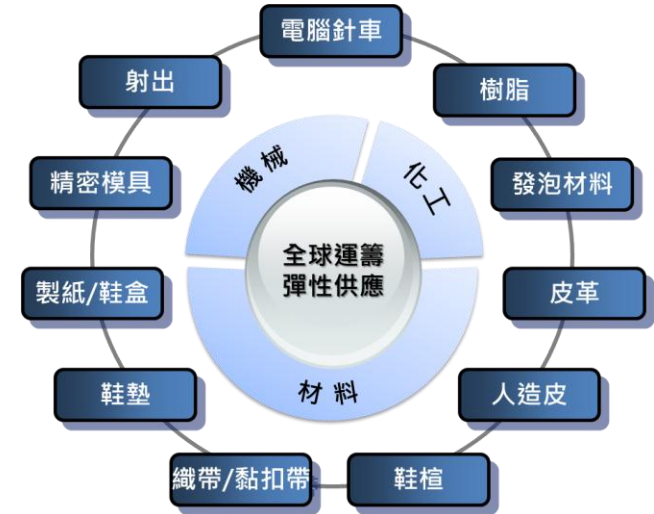 電腦針車
射出
樹脂
機械
化工
精密模具
發泡材料
全球運籌
彈性供應
製紙/鞋盒
皮革
材料
鞋墊
人造皮
織帶/黏扣帶
鞋楦